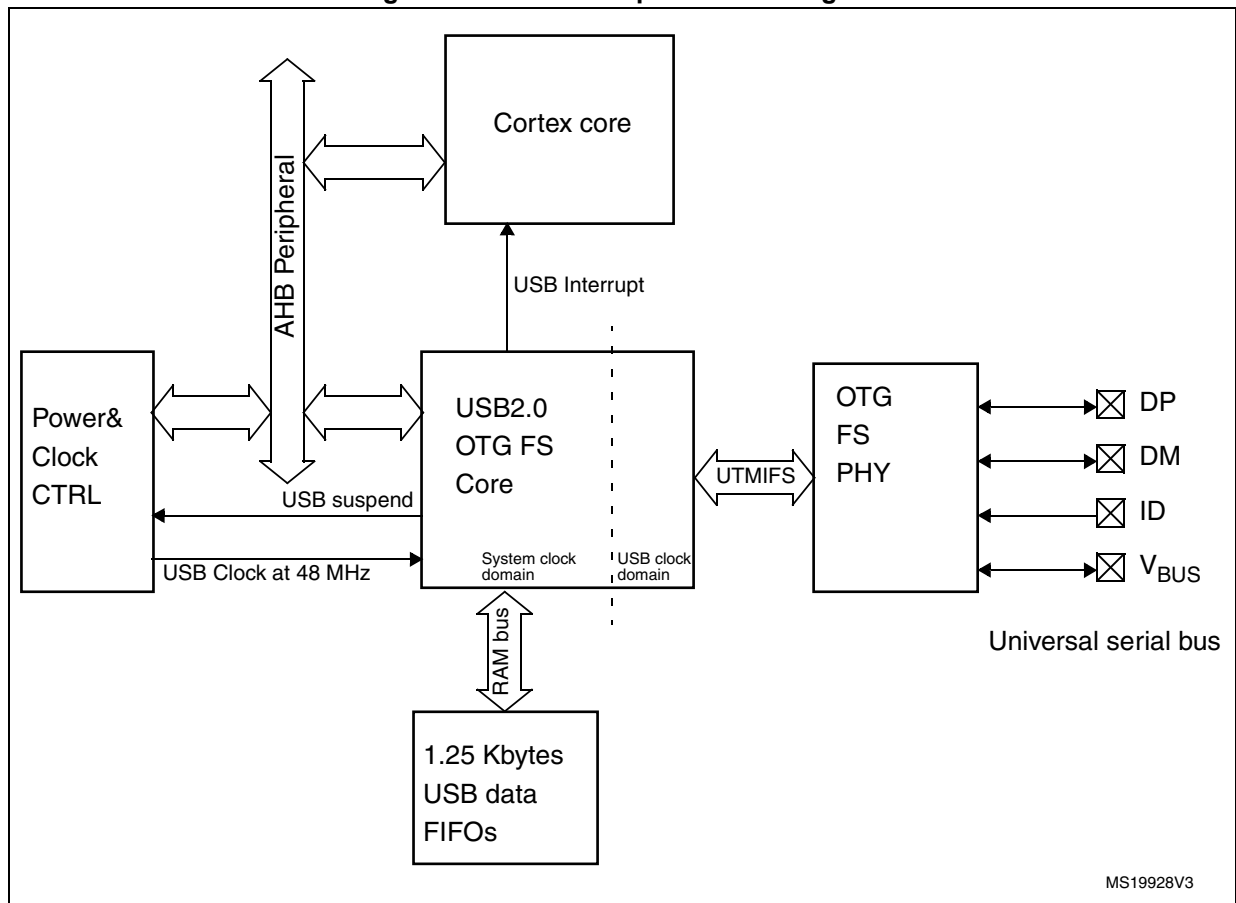 Cortex core
AHB Peripheral
USB Interrupt
Power&
Clock
CTRL
USB2.0
OTG FS
Core
OTG
FS
PHY
DP
DM
ID
VBUS
UTMIFS
USB suspend
USB Clock at 48 MHz
System clock
domain
USB clock
domain
Universal serial bus
RAM bus
1.25 Kbytes
USB data
FIFOs
MS19928V3